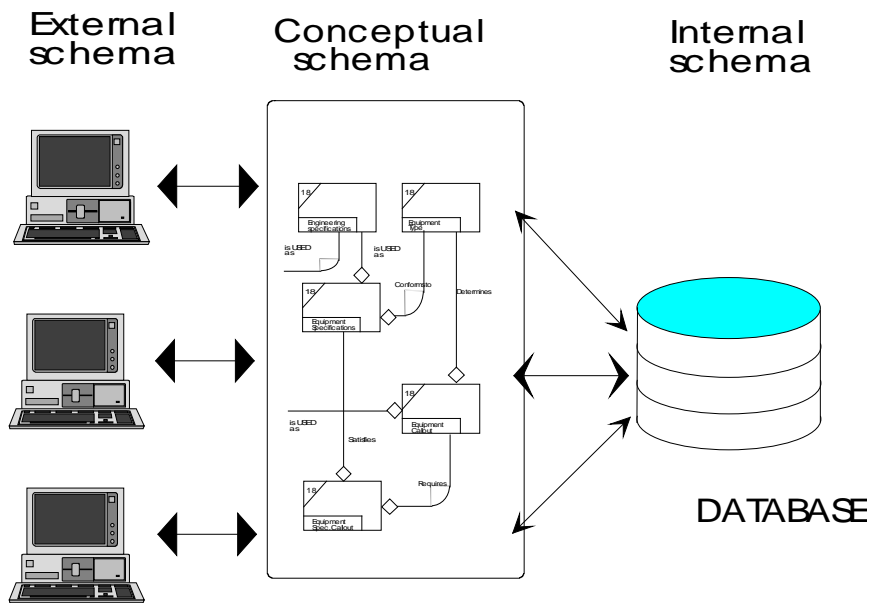 External
schema
Conceptual
schema
Internal
schema
18
Engineering
specifications
18
Equipment
Type
is USED
as
is USED
as
Conforms to
Determines
18
Equipment
Specifications
18
Equipment
Callout
is USED
as
Satisfies
Requires
18
Equipment
Spec. Callout
DATABASE